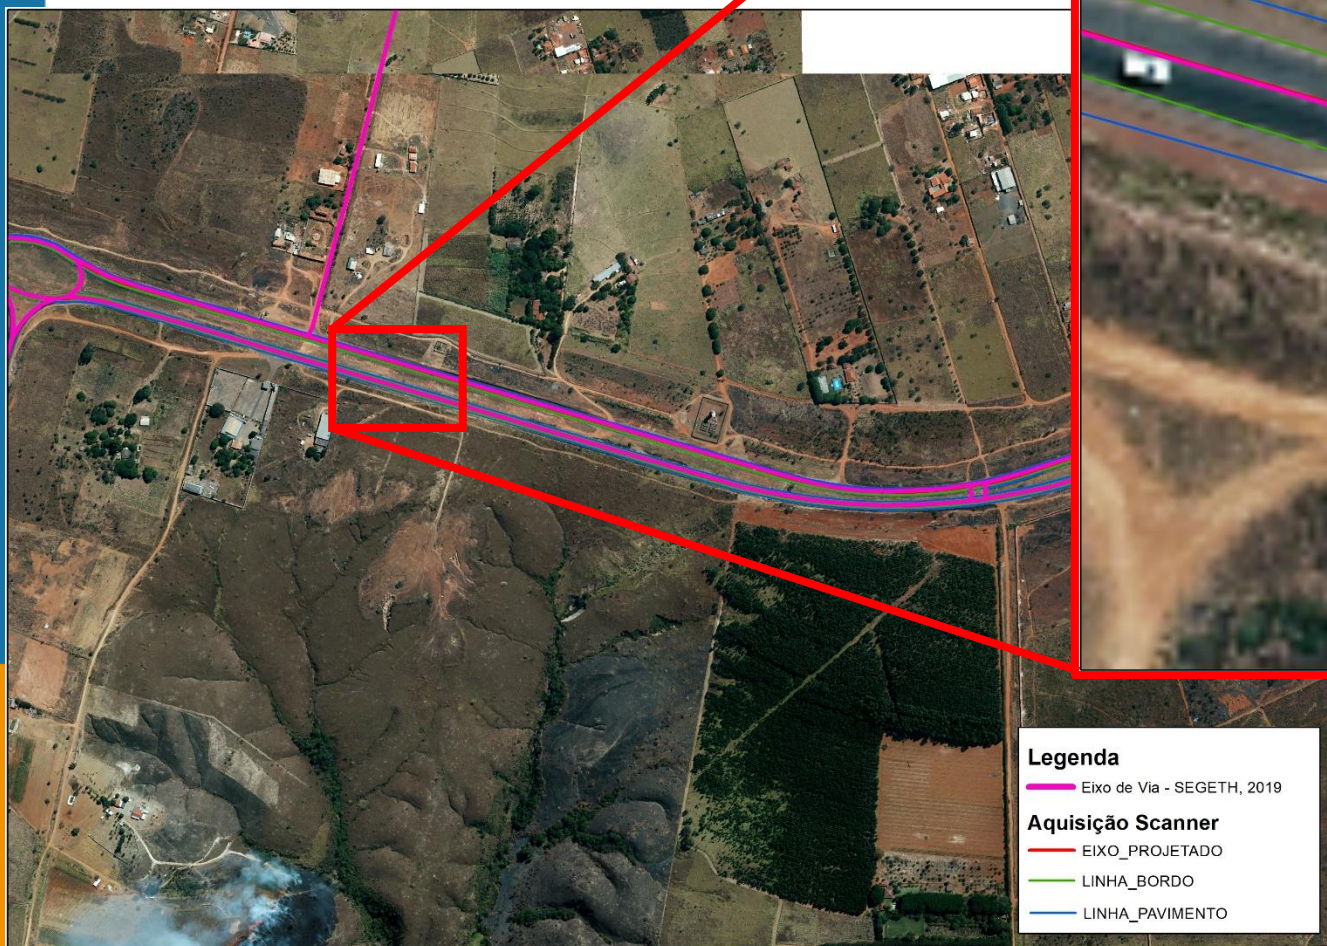 Legenda
Eixo de Via - SEGETH, 2019
Aquisição Scanner
EIXO_PROJETADO
LINHA_BORDO
LINHA_PAVIMENTO